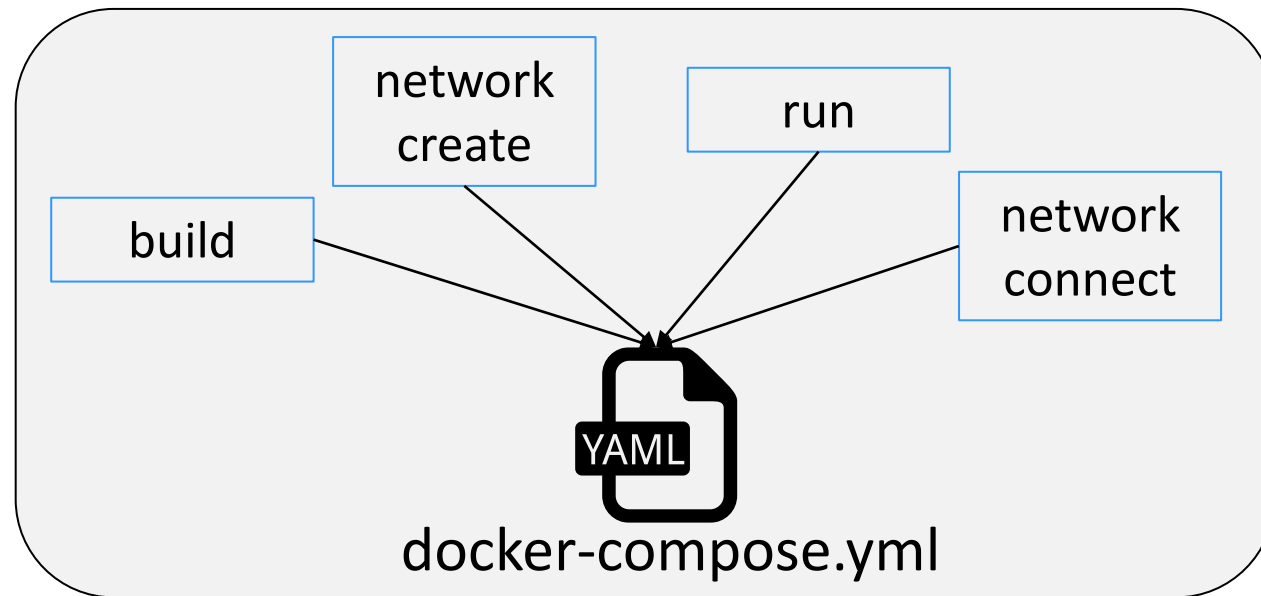 network
create
run
build
network
connect
YAML
docker-compose.yml